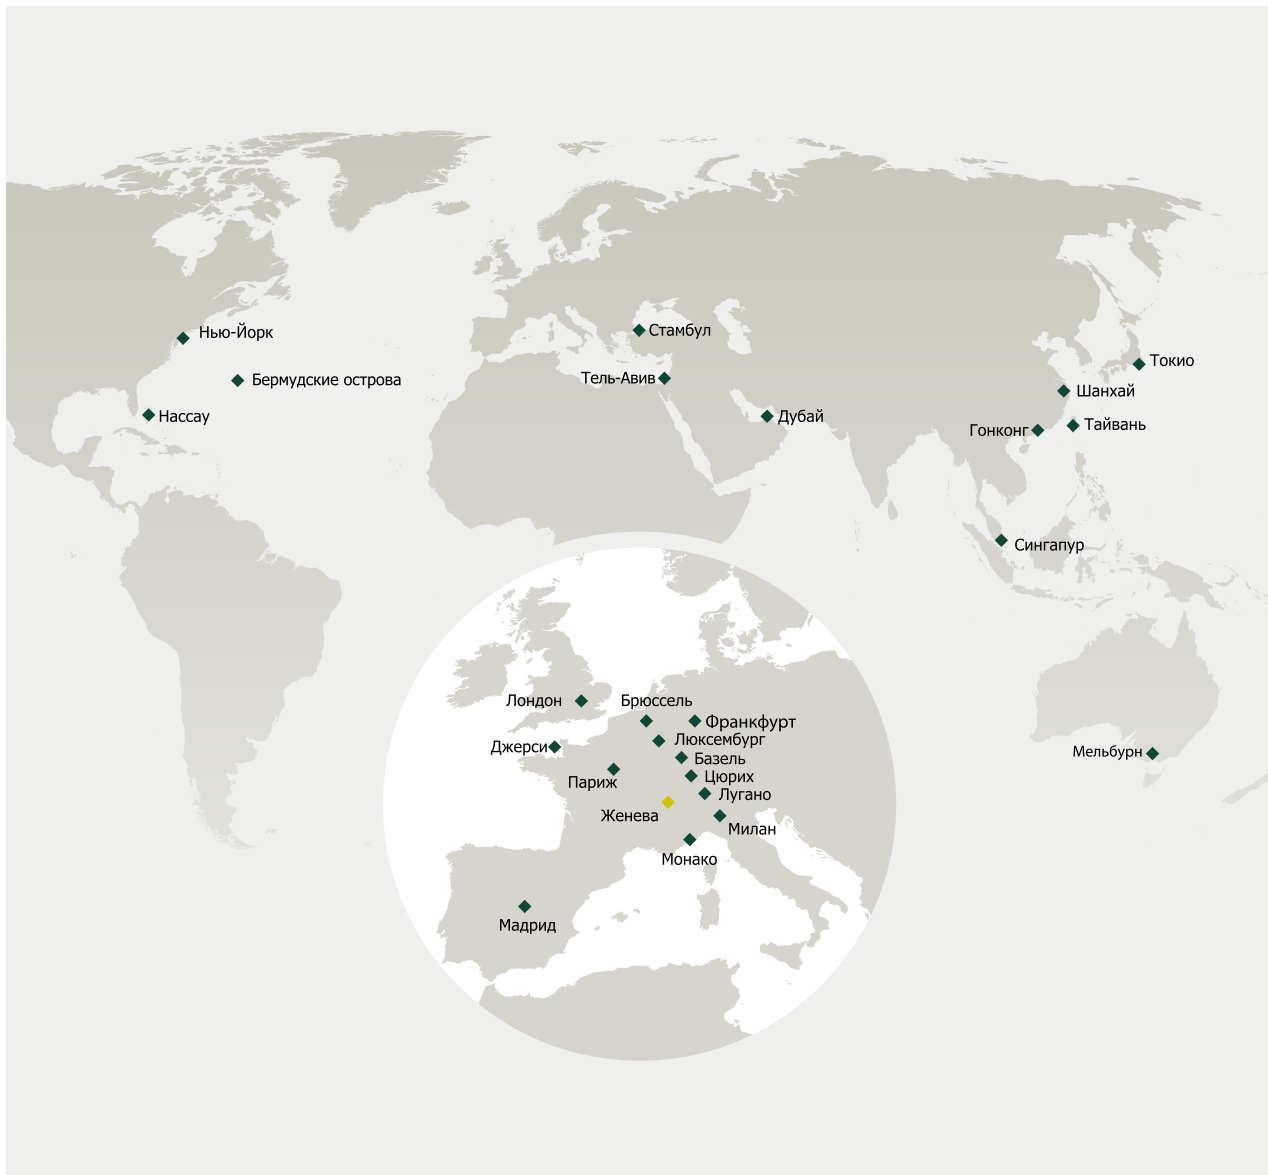 Стамбул
Нью-Йорк
Токио
Тель-Авив
Бермудские острова
Шанхай
Нассау
Дубай
Тайвань
Гонконг
Сингапур
Лондон
Брюссель
Франкфурт
Люксембург
Джерси
Мельбурн
Базель
Цюрих
Париж
Лугано
Женева
Милан
Монако
Мадрид